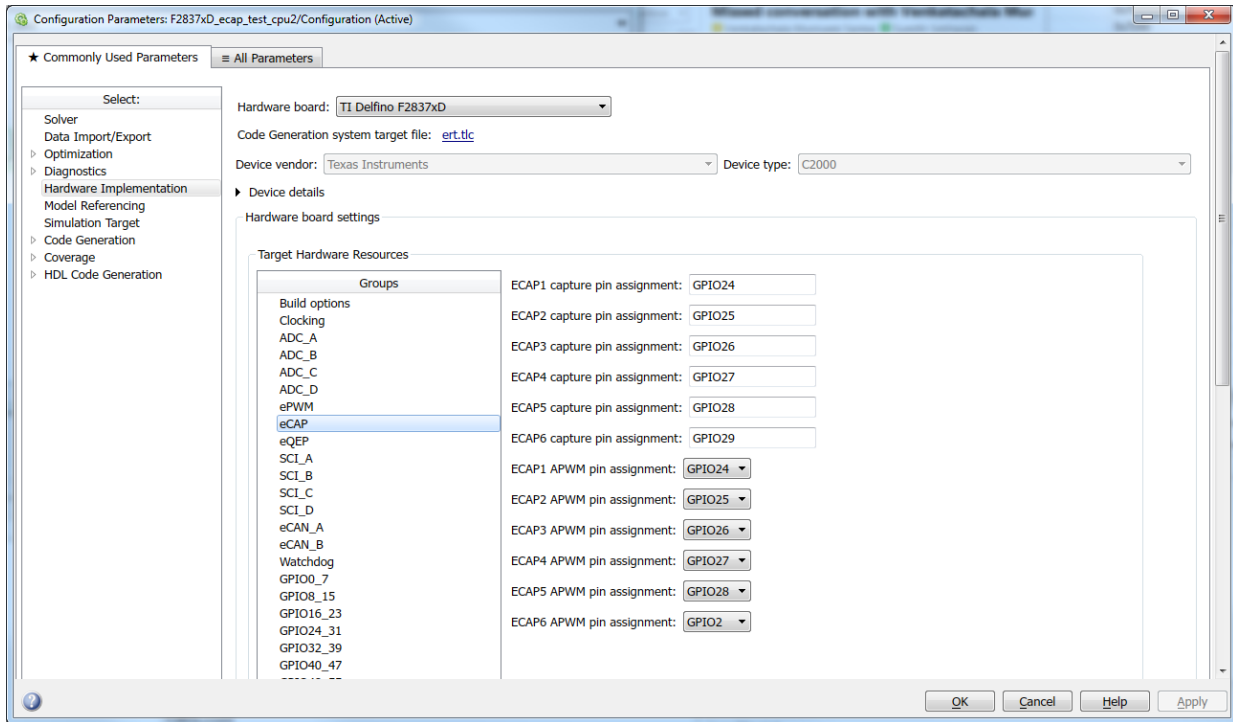 Configuration Parameters: F2837xD_ecap_test_cpu2/Configuration (Active)
★ Commonly Used Parameters
≡ All Parameters
Select:
Solver
Data Import/Export
Optimization
Diagnostics
Hardware Implementation
Model Referencing
Simulation Target
Code Generation
Coverage
HDL Code Generation
Hardware board: TI Delfino F2837xD
Code Generation system target file: ert.tlc
Device vendor: Texas Instruments Device type: C2000
Device details
Hardware board settings
Target Hardware Resources
Groups
Build options
Clocking
ADC_A
ADC_B
ADC_C
ADC_D
ePWM
eCAP
eQEP
SCI_A
SCI_B
SCI_C
SCI_D
eCAN_A
eCAN_B
Watchdog
GPIO0_7
GPIO8_15
GPIO16_23
GPIO24_31
GPIO32_39
GPIO40_47
ECAP1 capture pin assignment: GPIO24
ECAP2 capture pin assignment: GPIO25
ECAP3 capture pin assignment: GPIO26
ECAP4 capture pin assignment: GPIO27
ECAP5 capture pin assignment: GPIO28
ECAP6 capture pin assignment: GPIO29
ECAP1 APWM pin assignment: GPIO24
ECAP2 APWM pin assignment: GPIO25
ECAP3 APWM pin assignment: GPIO26
ECAP4 APWM pin assignment: GPIO27
ECAP5 APWM pin assignment: GPIO28
ECAP6 APWM pin assignment: GPIO2
OK Cancel Help Apply